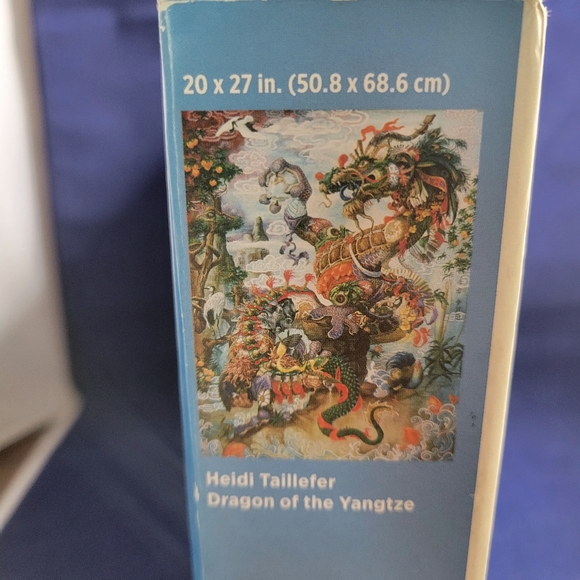 20 x 27 in. (50.8 x 68.6 cm)
Heidi Taillefer
Dragon of the Yangtze